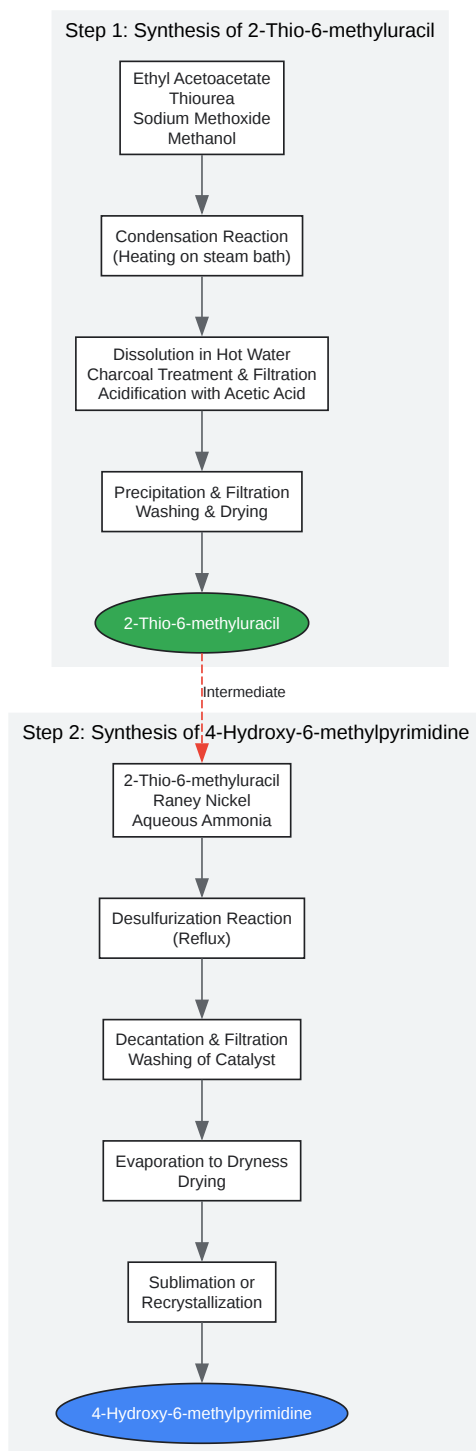 Step 1: Synthesis of 2-Thio-6-methyluracil
Ethyl Acetoacetate
Thiourea
Sodium Methoxide
Methanol
Condensation Reaction
(Heating on steam bath)
Dissolution in Hot Water
Charcoal Treatment & Filtration
Acidification with Acetic Acid
Precipitation & Filtration
Washing & Drying
2-Thio-6-methyluracil
Intermediate
Step 2: Synthesis of 4-Hydroxy-6-methylpyrimidine
2-Thio-6-methyluracil
Raney Nickel
Aqueous Ammonia
Desulfurization Reaction
(Reflux)
Decantation & Filtration
Washing of Catalyst
Evaporation to Dryness
Drying
Sublimation or
Recrystallization
4-Hydroxy-6-methylpyrimidine